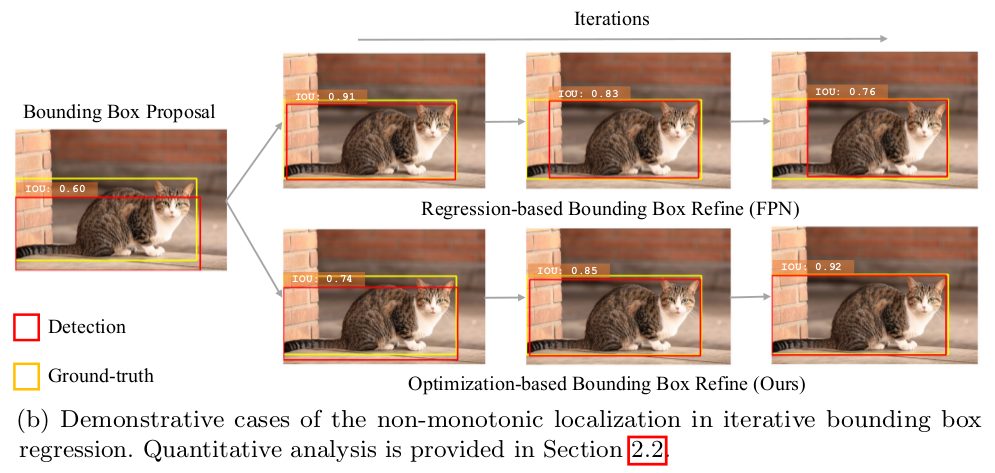 Iterations
Bounding Box Proposal
IOU: 0.60
IOU: 0.91
IOU: 0.83
IOU: 0.76
Regression-based Bounding Box Refine (FPN)
IOU: 0.74
IOU: 0.85
IOU: 0.92
Optimization-based Bounding Box Refine (Ours)
Detection
Ground-truth
(b) Demonstrative cases of the non-monotonic localization in iterative bounding box
regression. Quantitative analysis is provided in Section 2.2.